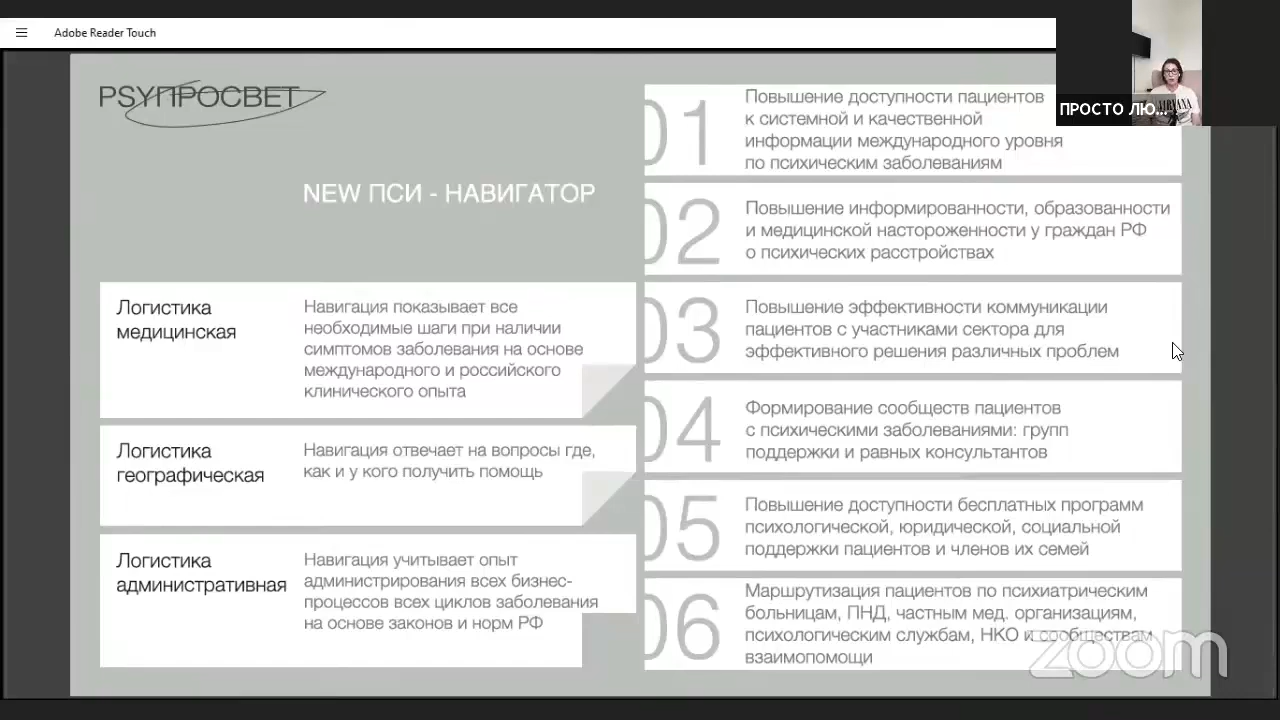 Adobe Reader Touch
ПРОСТО ЛЮ...
NIRVANA
PSYПРОСВЕТ
NEW ПСИ - НАВИГАТОР
Логистика
медицинская
Навигация показывает все
необходимые шаги при наличии
симптомов заболевания на основе
международного и российского
клинического опыта
Логистика
географическая
Навигация отвечает на вопросы где,
как и у кого получить помощь
Логистика
административная
Навигация учитывает опыт
администрирования всех бизнес-
процессов всех циклов заболевания
на основе законов и норм РФ
01
Повышение доступности пациентов
к системной и качественной
информации международного уровня
по психическим заболеваниям
02
Повышение информированности, образованности
и медицинской настороженности у граждан РФ
о психических расстройствах
03
Повышение эффективности коммуникации
пациентов с участниками сектора для
эффективного решения различных проблем
04
Формирование сообществ пациентов
с психическими заболеваниями: групп
поддержки и равных консультантов
05
Повышение доступности бесплатных программ
психологической, юридической, социальной
поддержки пациентов и членов их семей
06
Маршрутизация пациентов по психиатрическим
больницам, ПНД, частным мед. организациям,
психологическим службам, НКО и сообществам
взаимопомощи
zoom